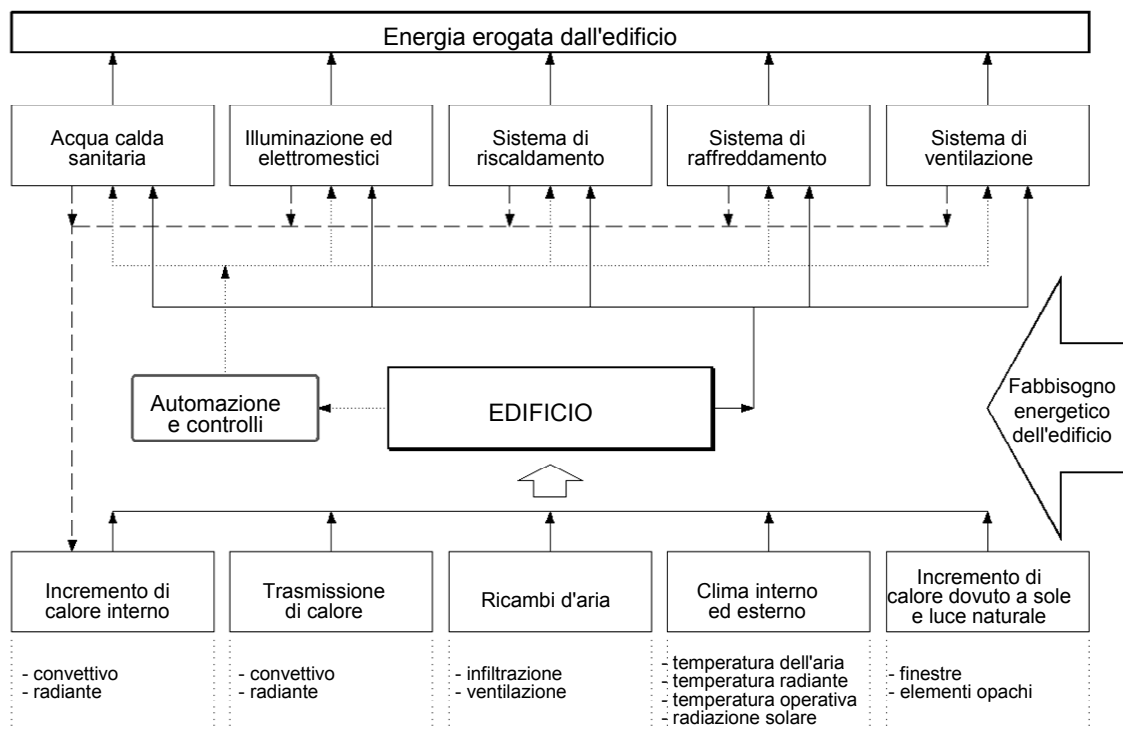 Energia erogata dall'edificio
Acqua calda
sanitaria
Illuminazione ed
elettromestici
Sistema di
riscaldamento
Sistema di
raffreddamento
Sistema di
ventilazione
Automazione
e controlli
EDIFICIO
Fabbisogno
energetico
dell'edificio
Incremento di
calore interno
Trasmissione
di calore
Ricambi d'aria
Clima interno
ed esterno
Incremento di
calore dovuto a sole
e luce naturale
- convettivo
- radiante
- convettivo
- radiante
- infiltrazione
- ventilazione
- temperatura dell'aria
- temperatura radiante
- temperatura operativa
- radiazione solare
- finestre
- elementi opachi